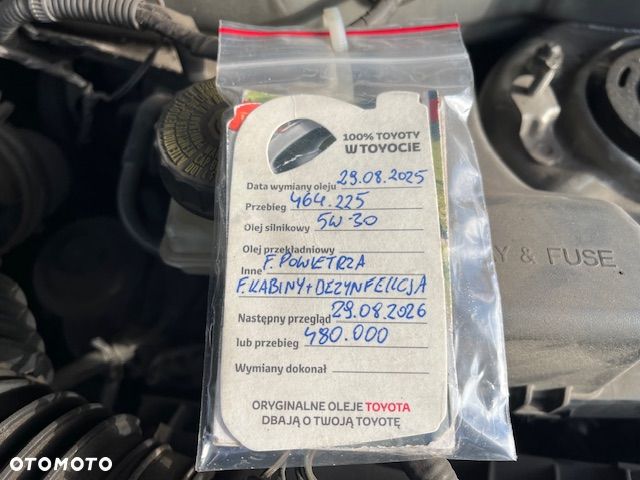 100% TOYOTY
W TOYOCIE
Data wymiany oleju 29.08.2025
Przebieg 464.225
Olej silnikowy 5W-30
Olej przekładniowy
Inne F. POWIETRZA
F. KABINY + DEZYNFEKCJA
Następny przegląd 29.08.2026
lub przebieg 480.000
Wymiany dokonał
ORYGINALNE OLEJE TOYOTA
DBAJĄ O TWOJĄ TOYOTĘ
Y & FUSE
OTOMOTO